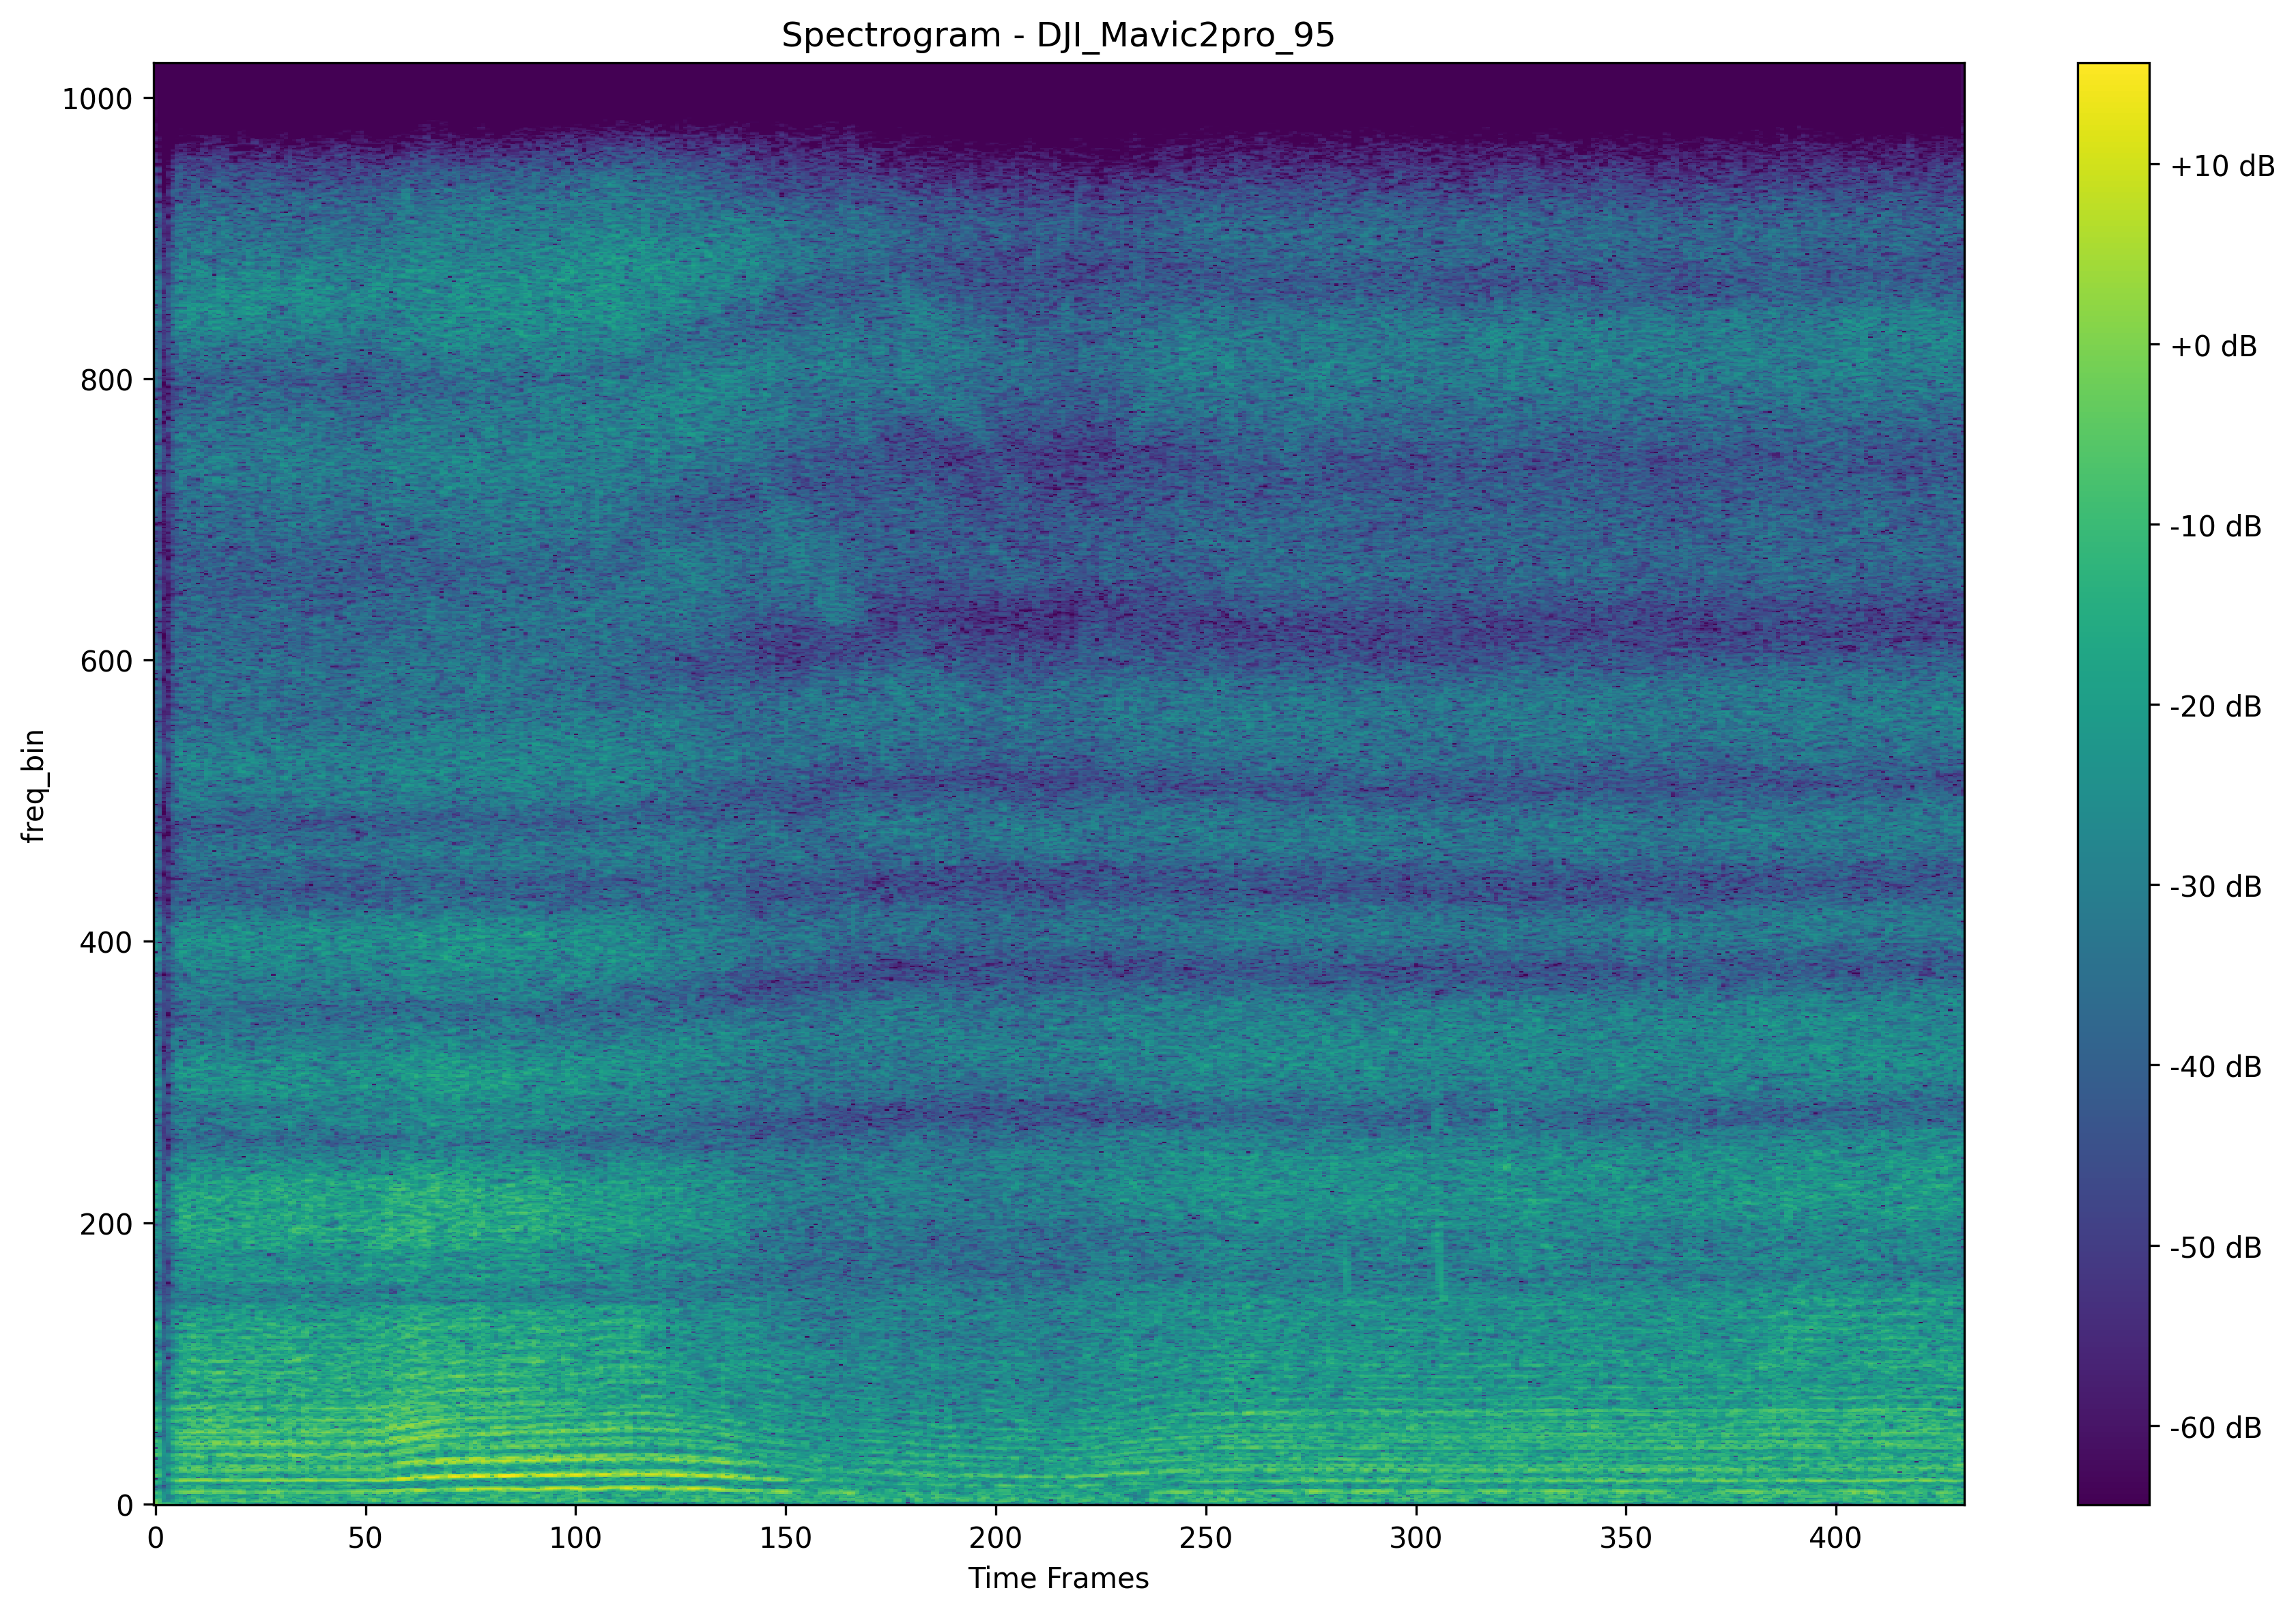 Spectrogram - DJI_Mavic2pro_95
1000
800
600
400
200
0
freq_bin
0 50 100 150 200 250 300 350 400
Time Frames
+10 dB
+0 dB
-10 dB
-20 dB
-30 dB
-40 dB
-50 dB
-60 dB